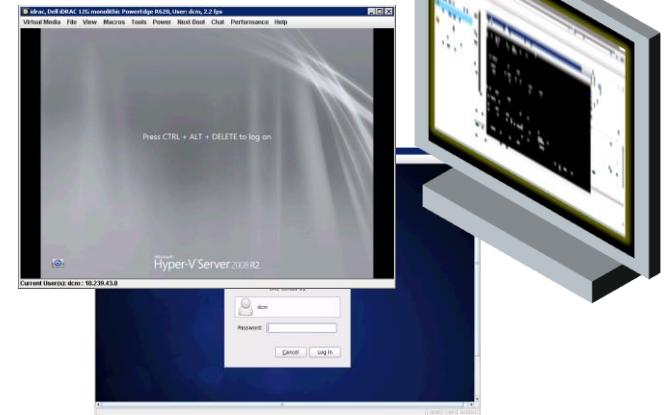 idrac, Dell iDRAC 12G monolithic PowerEdge R620, User: dcm, 2.2 fps
Virtual Media File View Macros Tools Power Next Boot Chat Performance Help
Press CTRL + ALT + DELETE to log on
Microsoft
Hyper-V Server 2008 R2
Current User(s): dcm : 10.239.43.0
dcm
Password:
Cancel Log In